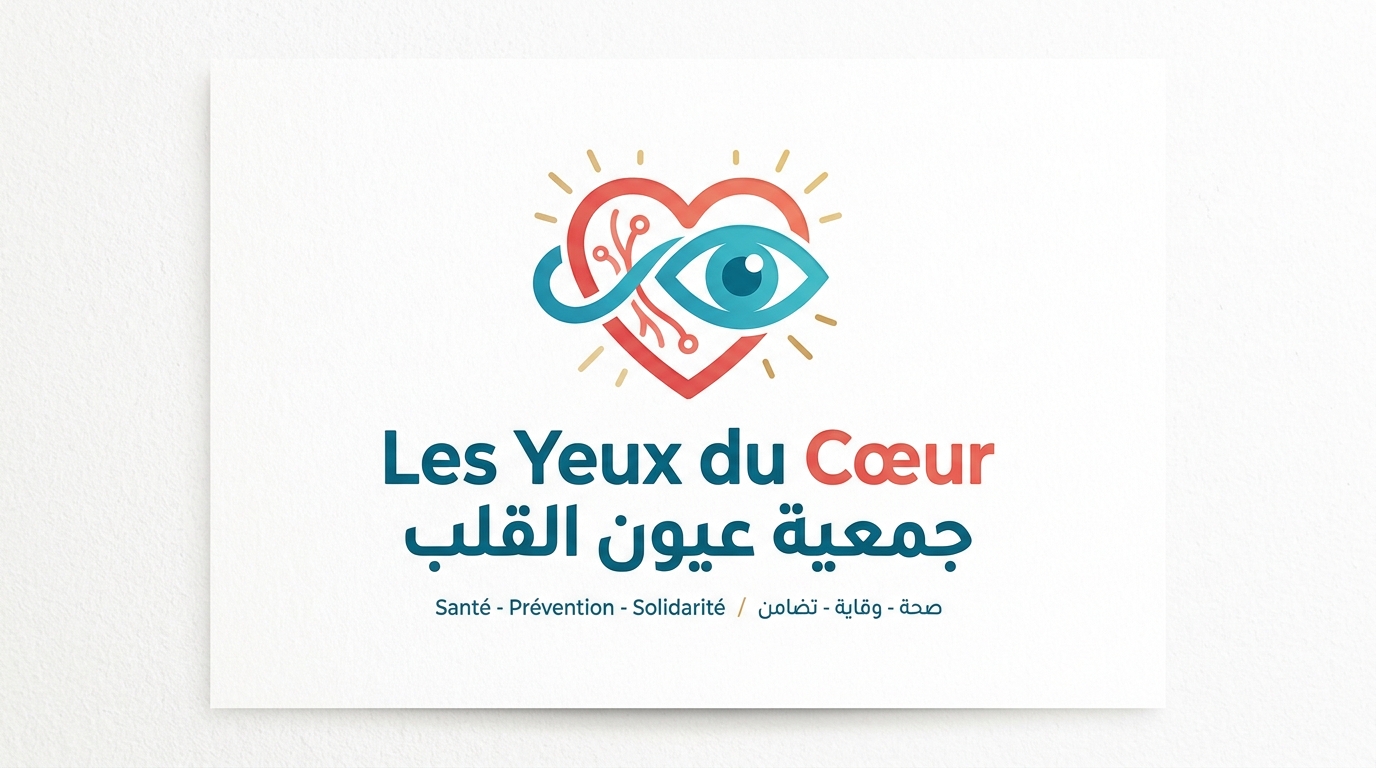 Les Yeux du Cœur
جمعية عيون القلب
Santé - Prévention - Solidarité / صحة - وقاية - تضامن